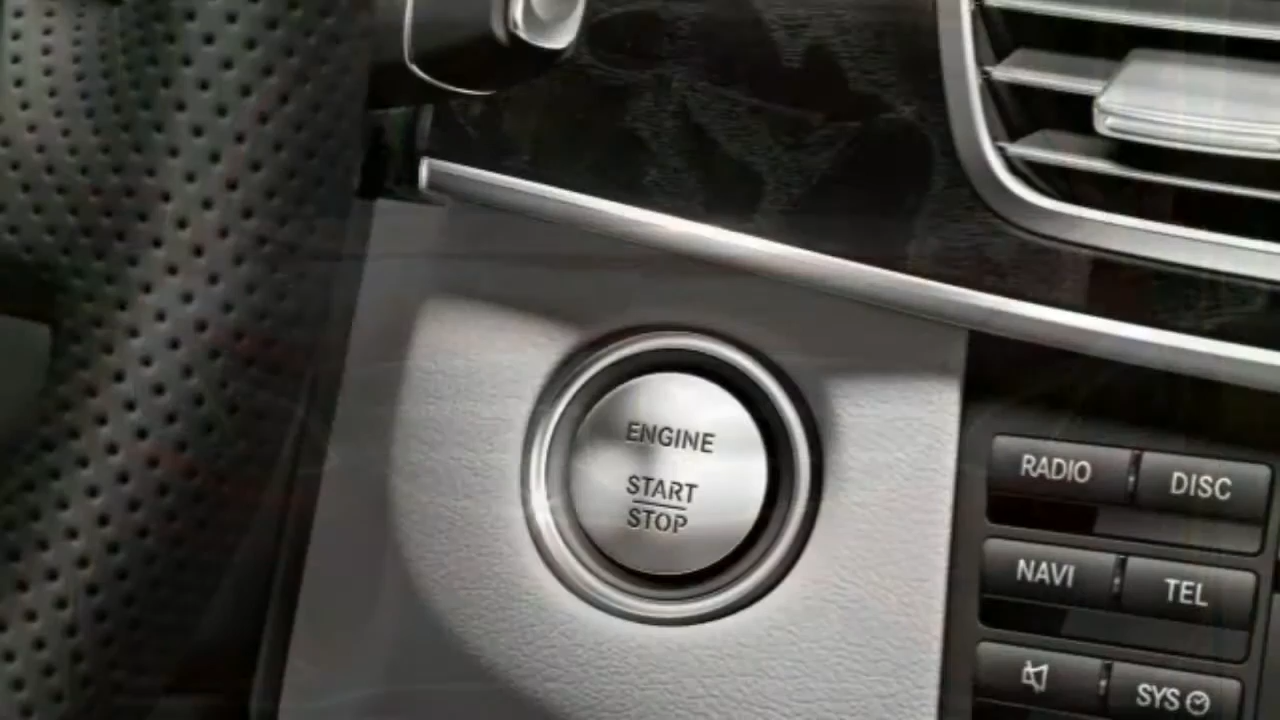 ENGINE
START
STOP
RADIO
DISC
NAVI
TEL
SYS